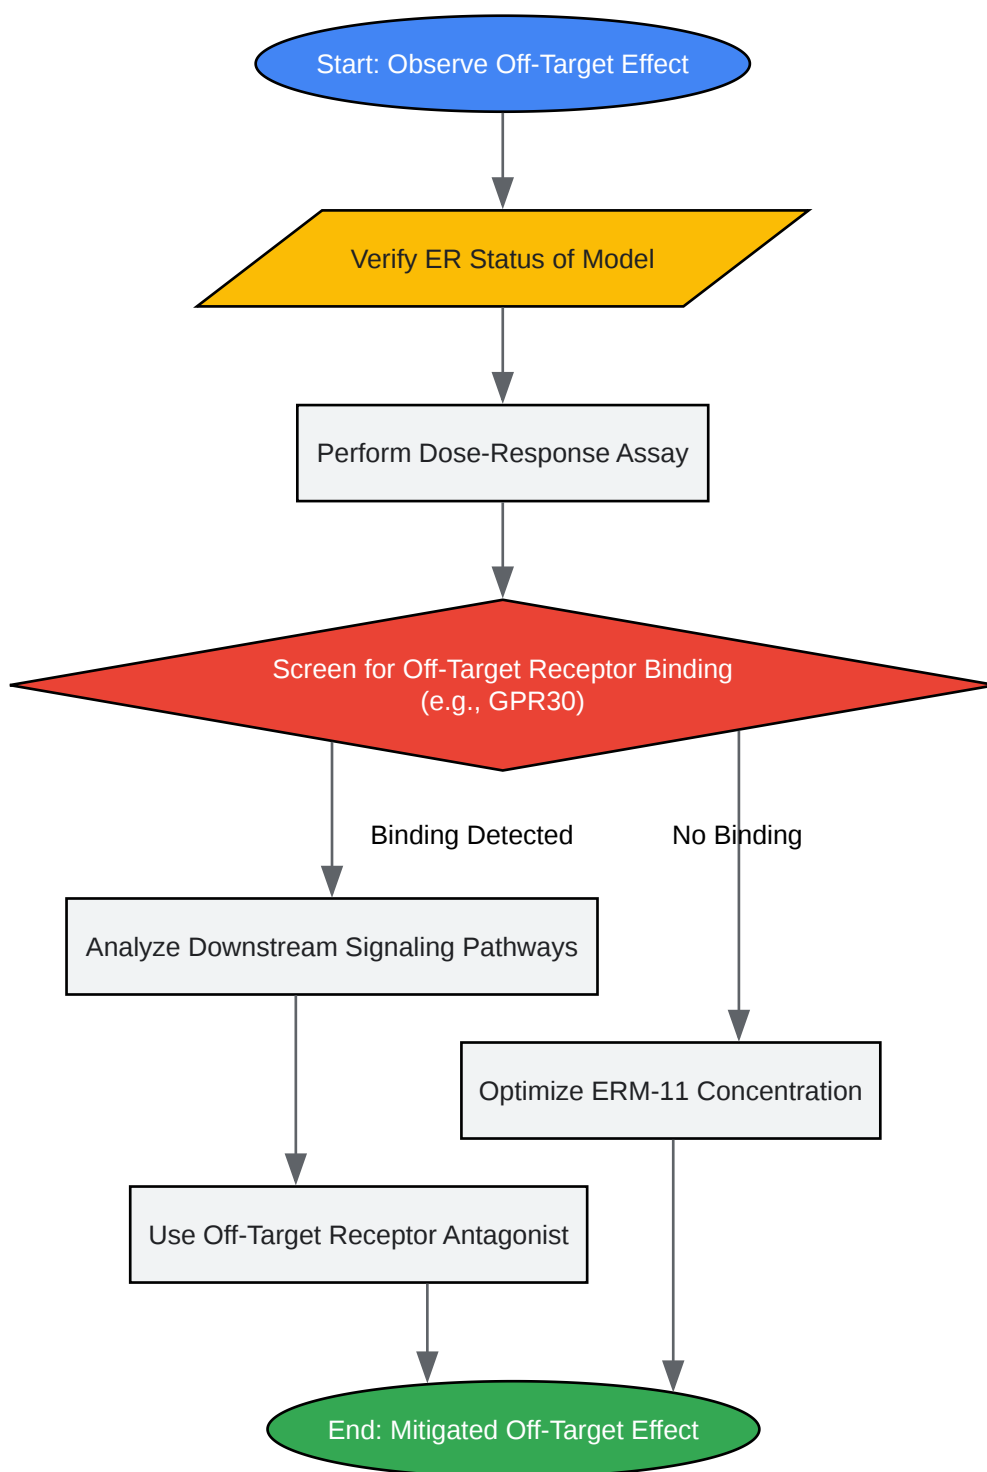 Start: Observe Off-Target Effect
Verify ER Status of Model
Perform Dose-Response Assay
Screen for Off-Target Receptor Binding
(e.g., GPR30)
Binding Detected
No Binding
Analyze Downstream Signaling Pathways
Optimize ERM-11 Concentration
Use Off-Target Receptor Antagonist
End: Mitigated Off-Target Effect